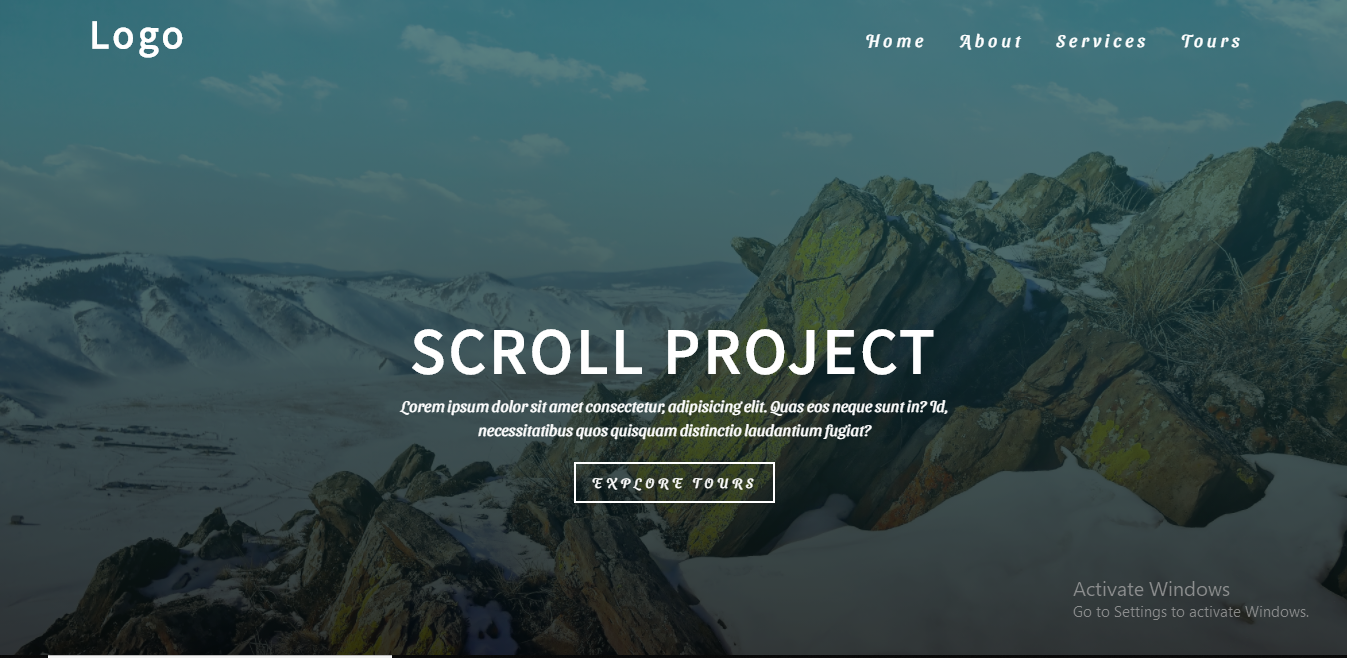 Logo
Home About Services Tours
SCROLL PROJECT
Lorem ipsum dolor sit amet consectetur, adipisicing elit. Quas eos neque sunt in? Id,
necessitatibus quos quisquam distinctio laudantium fugiat?
EXPLORE TOURS
Activate Windows
Go to Settings to activate Windows.